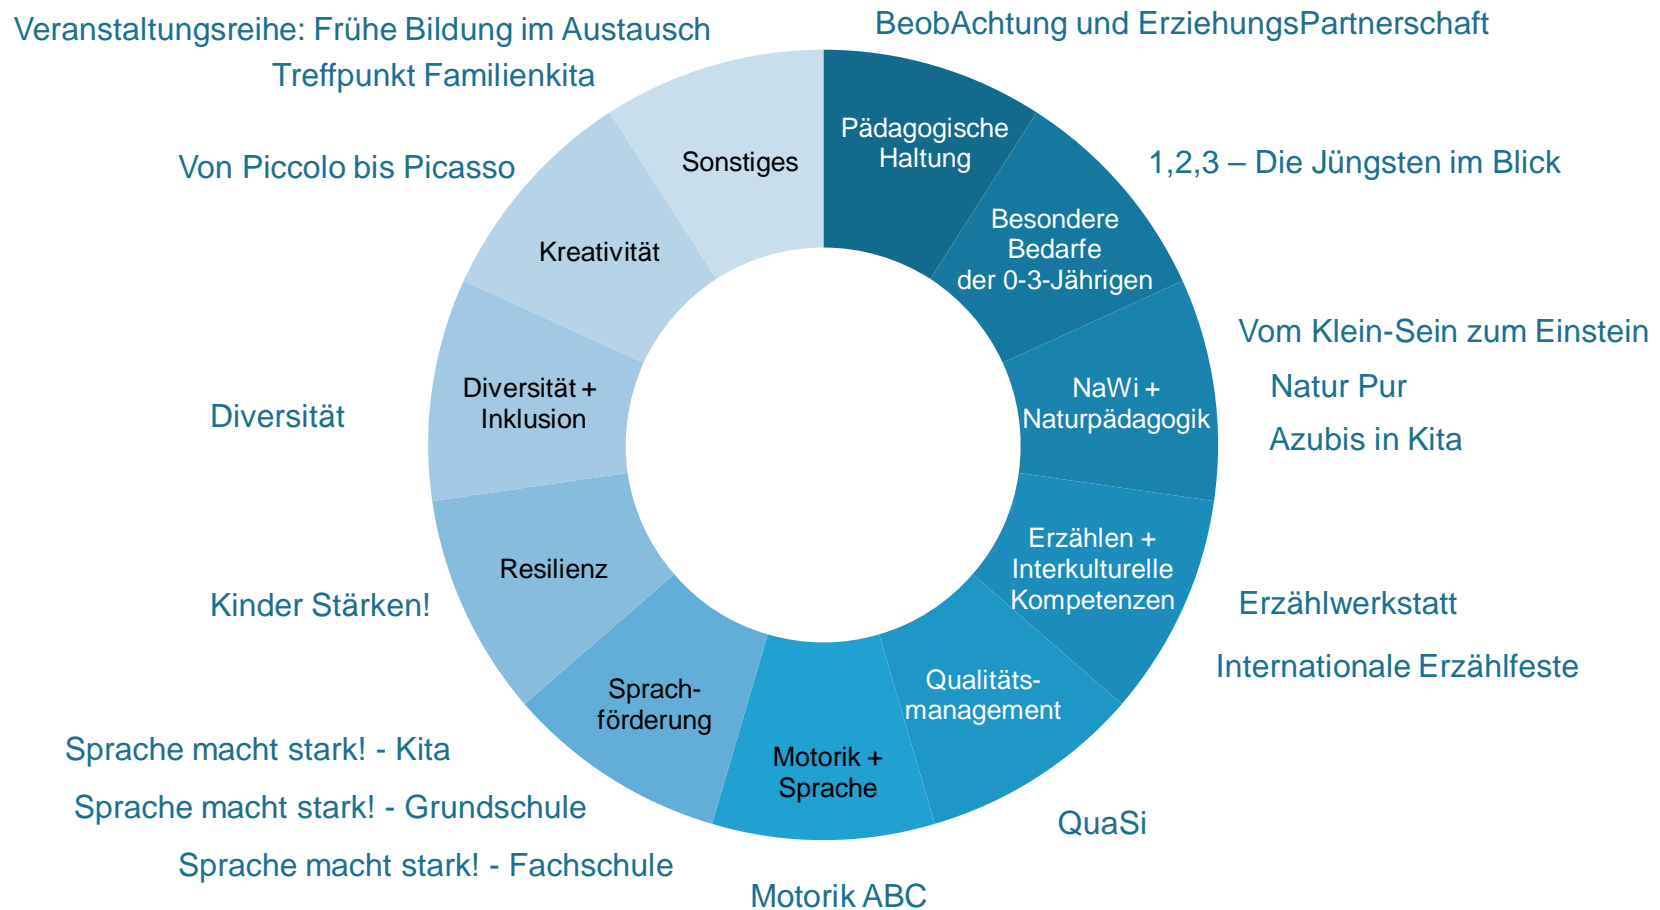 Veranstaltungsreihe: Frühe Bildung im Austausch
Treffpunkt Familienkita
Von Piccolo bis Picasso
Diversität
Kinder Stärken!
Sprache macht stark! - Kita
Sprache macht stark! - Grundschule
Sprache macht stark! - Fachschule
Motorik ABC
BeobAchtung und ErziehungsPartnerschaft
1,2,3 – Die Jüngsten im Blick
Vom Klein-Sein zum Einstein
Natur Pur
Azubis in Kita
Erzählwerkstatt
Internationale Erzählfeste
QuaSi
Pädagogische
Haltung
Besondere
Bedarfe
der 0-3-Jährigen
NaWi +
Naturpädagogik
Erzählen +
Interkulturelle
Kompetenzen
Qualitäts-
management
Motorik +
Sprache
Sprach-
förderung
Resilienz
Diversität +
Inklusion
Kreativität
Sonstiges